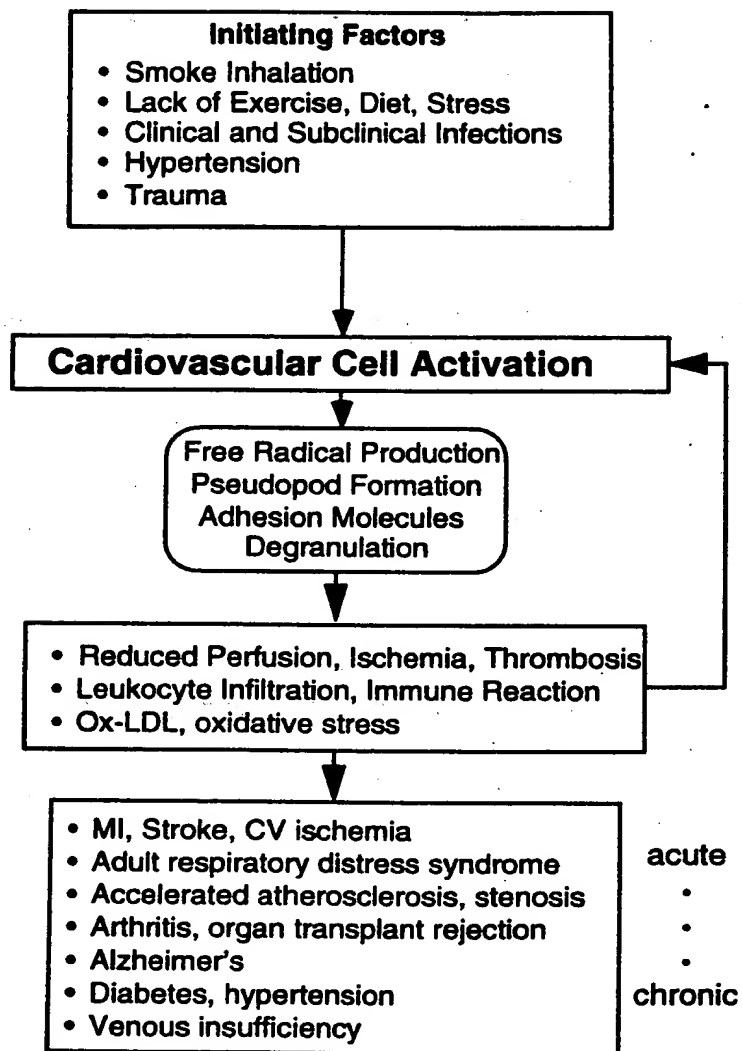 Initiating Factors
• Smoke Inhalation
• Lack of Exercise, Diet, Stress
• Clinical and Subclinical Infections
• Hypertension
• Trauma
Cardiovascular Cell Activation
Free Radical Production
Pseudopod Formation
Adhesion Molecules
Degranulation
• Reduced Perfusion, Ischemia, Thrombosis
• Leukocyte Infiltration, Immune Reaction
• Ox-LDL, oxidative stress
• MI, Stroke, CV ischemia
• Adult respiratory distress syndrome
• Accelerated atherosclerosis, stenosis
• Arthritis, organ transplant rejection
• Alzheimer's
• Diabetes, hypertension
• Venous insufficiency
acute
•
•
•
chronic